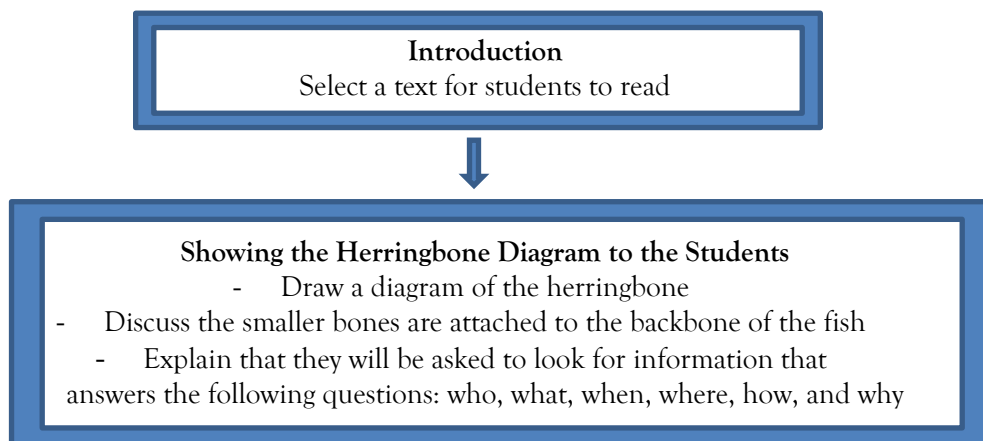 Introduction
Select a text for students to read
Showing the Herringbone Diagram to the Students
- Draw a diagram of the herringbone
- Discuss the smaller bones are attached to the backbone of the fish
- Explain that they will be asked to look for information that
answers the following questions: who, what, when, where, how, and why